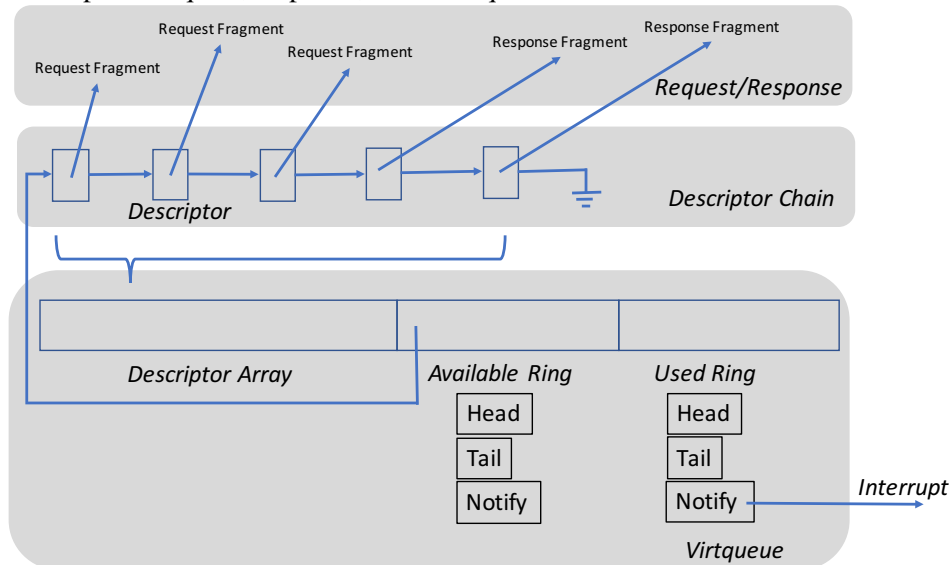 Request Fragment
Request Fragment
Request Fragment
Response Fragment
Response Fragment
Request/Response
Descriptor
Descriptor Chain
Descriptor Array
Available Ring
Used Ring
Head
Head
Tail
Tail
Notify
Notify
Interrupt
Virtqueue